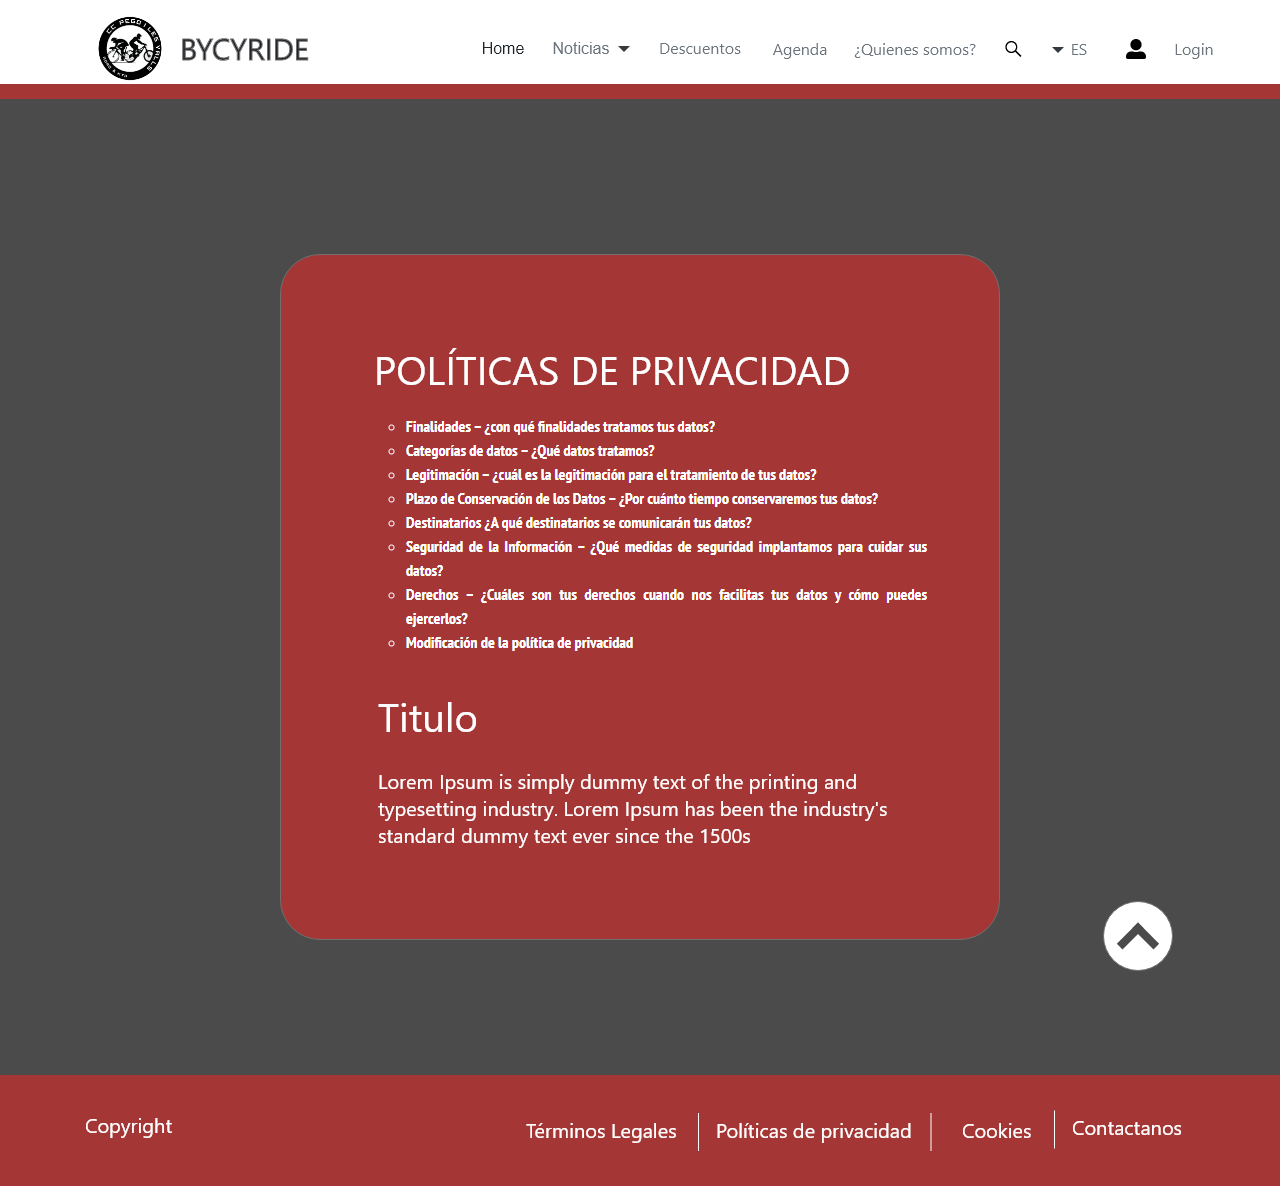 CC PEGO I LES VALLS
BYCYRIDE
Home
Noticias
Descuentos
Agenda
¿Quienes somos?
ES
Login
POLÍTICAS DE PRIVACIDAD
Finalidades – ¿con qué finalidades tratamos tus datos?
Categorías de datos – ¿Qué datos tratamos?
Legitimación – ¿cuál es la legitimación para el tratamiento de tus datos?
Plazo de Conservación de los Datos – ¿Por cuánto tiempo conservaremos tus datos?
Destinatarios ¿A qué destinatarios se comunicarán tus datos?
Seguridad de la Información – ¿Qué medidas de seguridad implantamos para cuidar sus
datos?
Derechos – ¿Cuáles son tus derechos cuando nos facilitas tus datos y cómo puedes
ejercerlos?
Modificación de la política de privacidad
Titulo
Lorem Ipsum is simply dummy text of the printing and
typesetting industry. Lorem Ipsum has been the industry's
standard dummy text ever since the 1500s
Copyright
Términos Legales
Políticas de privacidad
Cookies
Contactanos